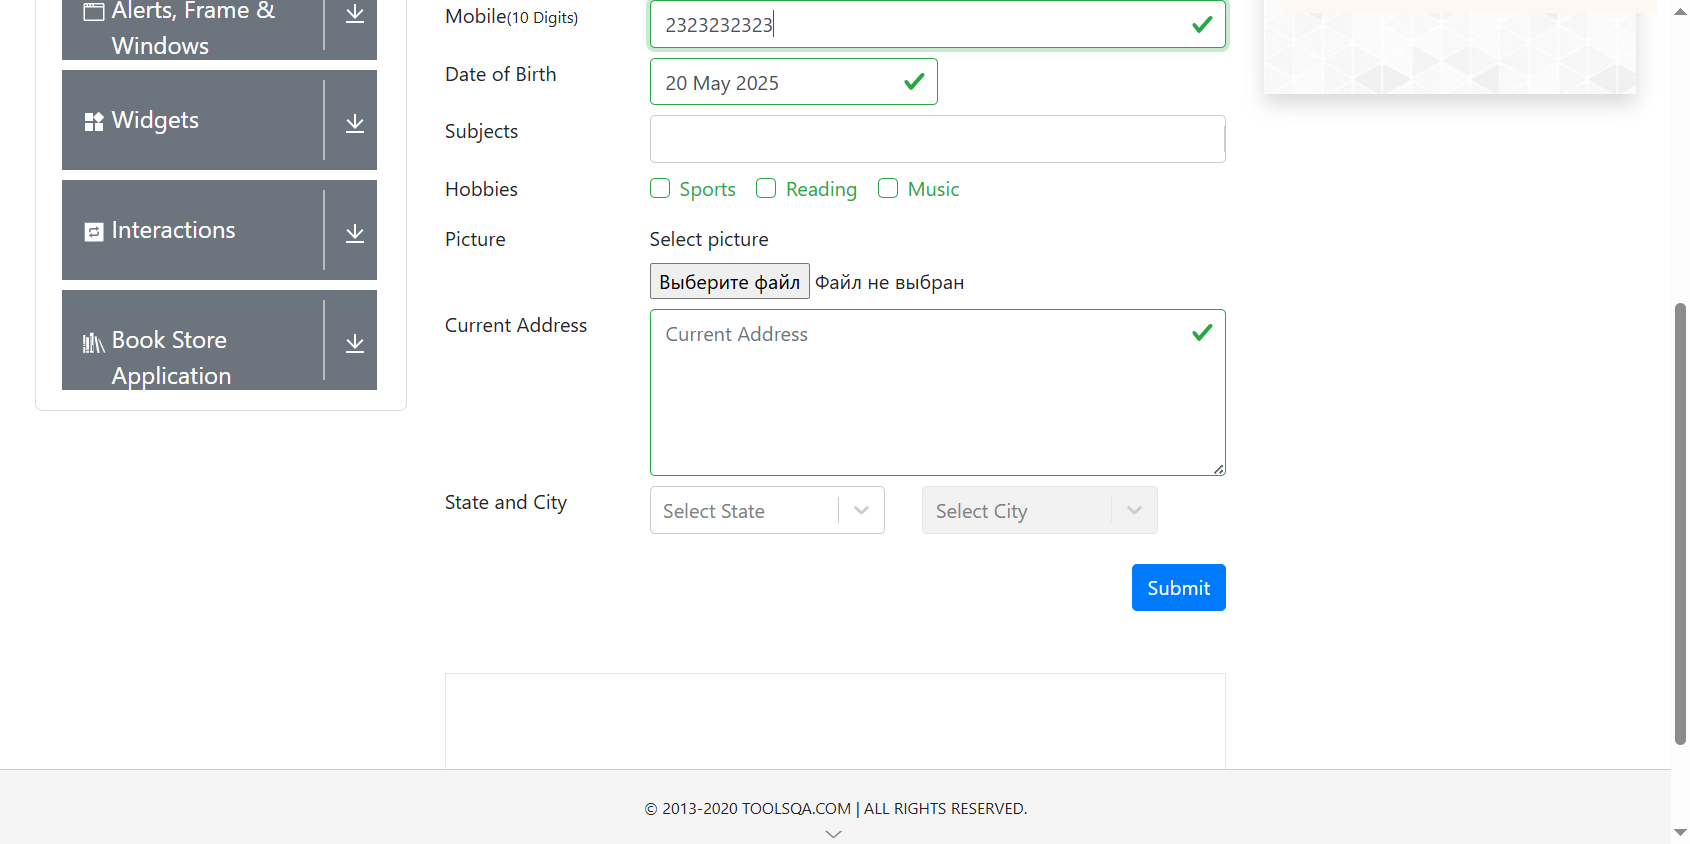 Alerts, Frame &
Windows
Widgets
Interactions
Book Store
Application
Mobile(10 Digits)
2323232323
Date of Birth
20 May 2025
Subjects
Hobbies
Sports
Reading
Music
Picture
Select picture
Выберите файл Файл не выбран
Current Address
Current Address
State and City
Select State
Select City
Submit
© 2013-2020 TOOLSQA.COM | ALL RIGHTS RESERVED.